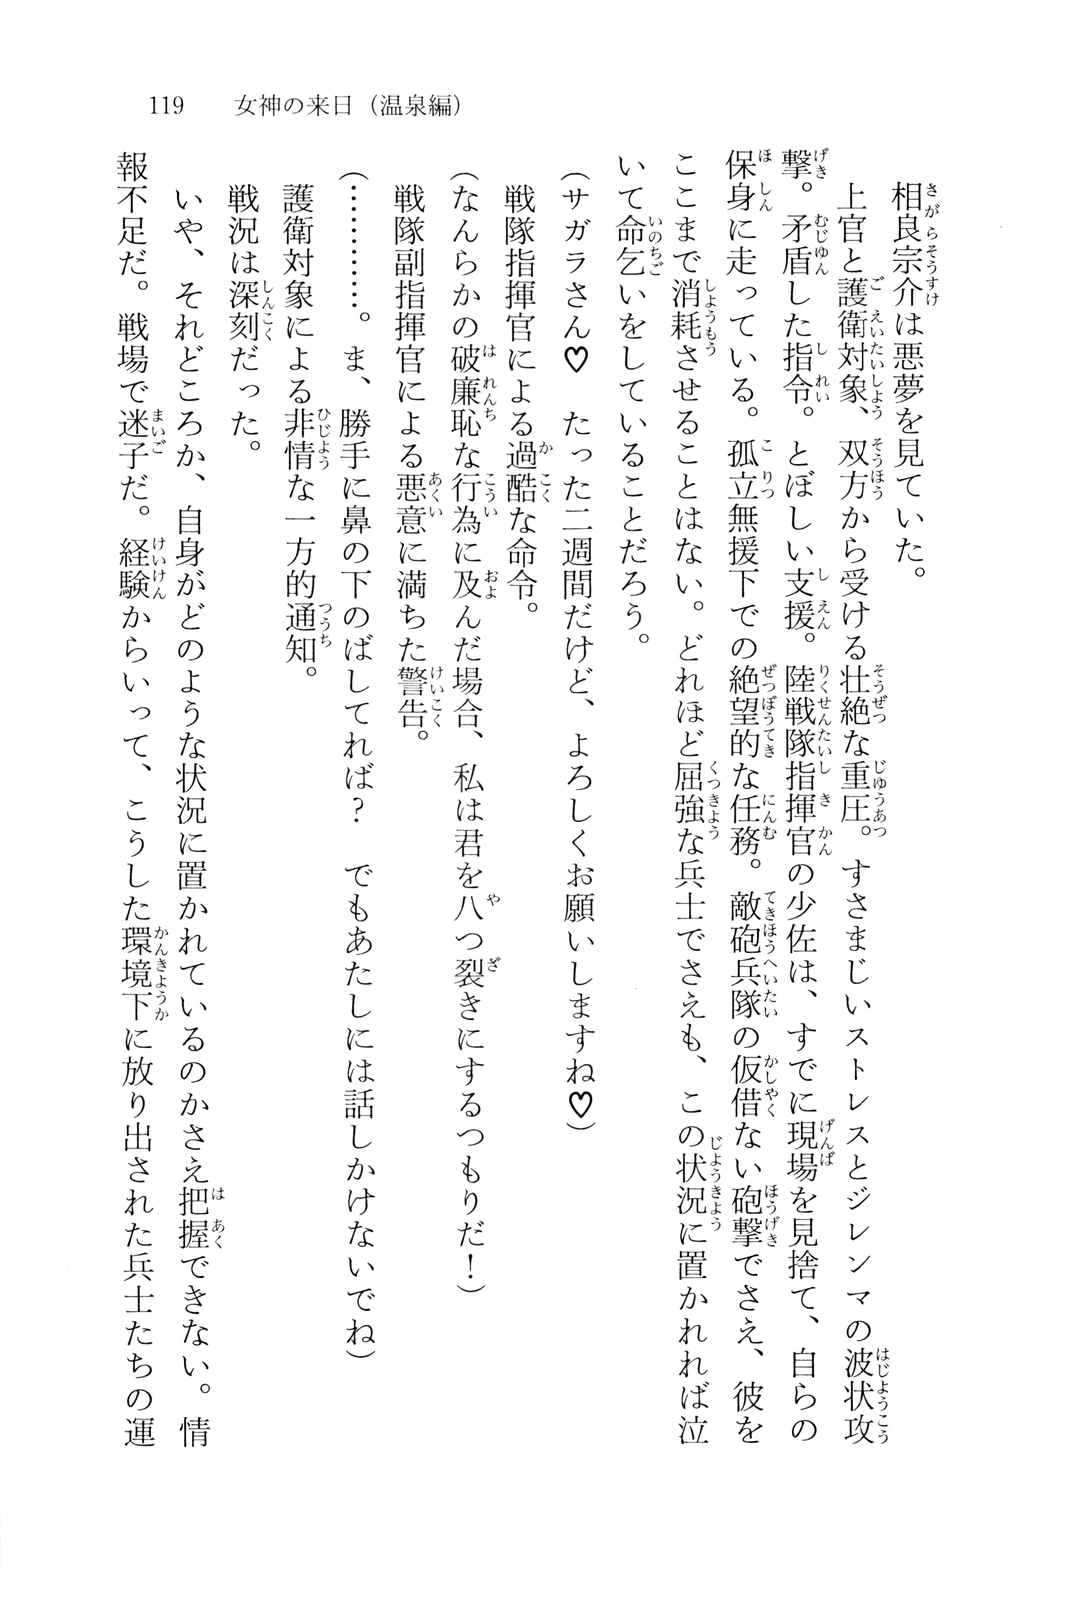 119　女神の来日（温泉編）
相良宗介は悪夢を見ていた。
上官と護衛対象、双方から受ける壮絶な重圧。すさまじいストレスとジレンマの波状攻
撃。矛盾した指令。とぼしい支援。陸戦隊指揮官の少佐は、すでに現場を見捨て、自らの
保身に走っている。孤立無援下での絶望的な任務。敵砲兵隊の仮借ない砲撃でさえ、彼を
ここまで消耗させることはない。どれほど屈強な兵士でさえも、この状況に置かれれば泣
いて命乞いをしていることだろう。
（サガラさん♡　たった二週間だけど、よろしくお願いしますね♡）
戦隊指揮官による過酷な命令。
（なんらかの破廉恥な行為に及んだ場合、私は君を八つ裂きにするつもりだ！）
戦隊副指揮官による悪意に満ちた警告。
（…………。ま、勝手に鼻の下のばしてれば？　でもあたしには話しかけないでね）
護衛対象による非情な一方的通知。
戦況は深刻だった。
いや、それどころか、自身がどのような状況に置かれているのかさえ把握できない。情
報不足だ。戦場で迷子だ。経験からいって、こうした環境下に放り出された兵士たちの運